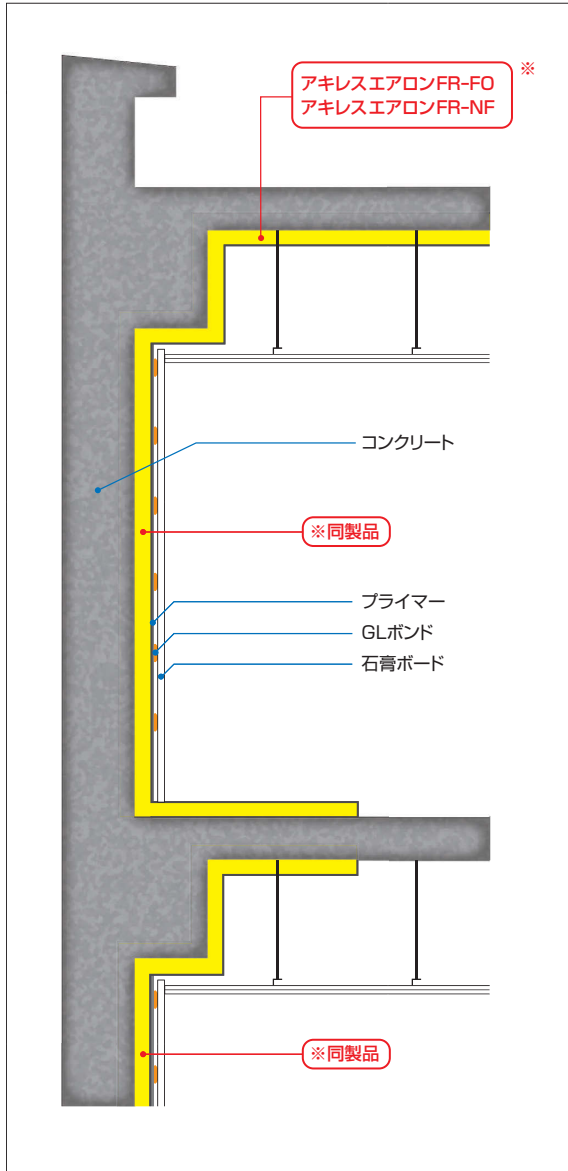 アキレスエアロンFR-FO ※
アキレスエアロンFR-NF
コンクリート
※同製品
プライマー
GLボンド
石膏ボード
※同製品